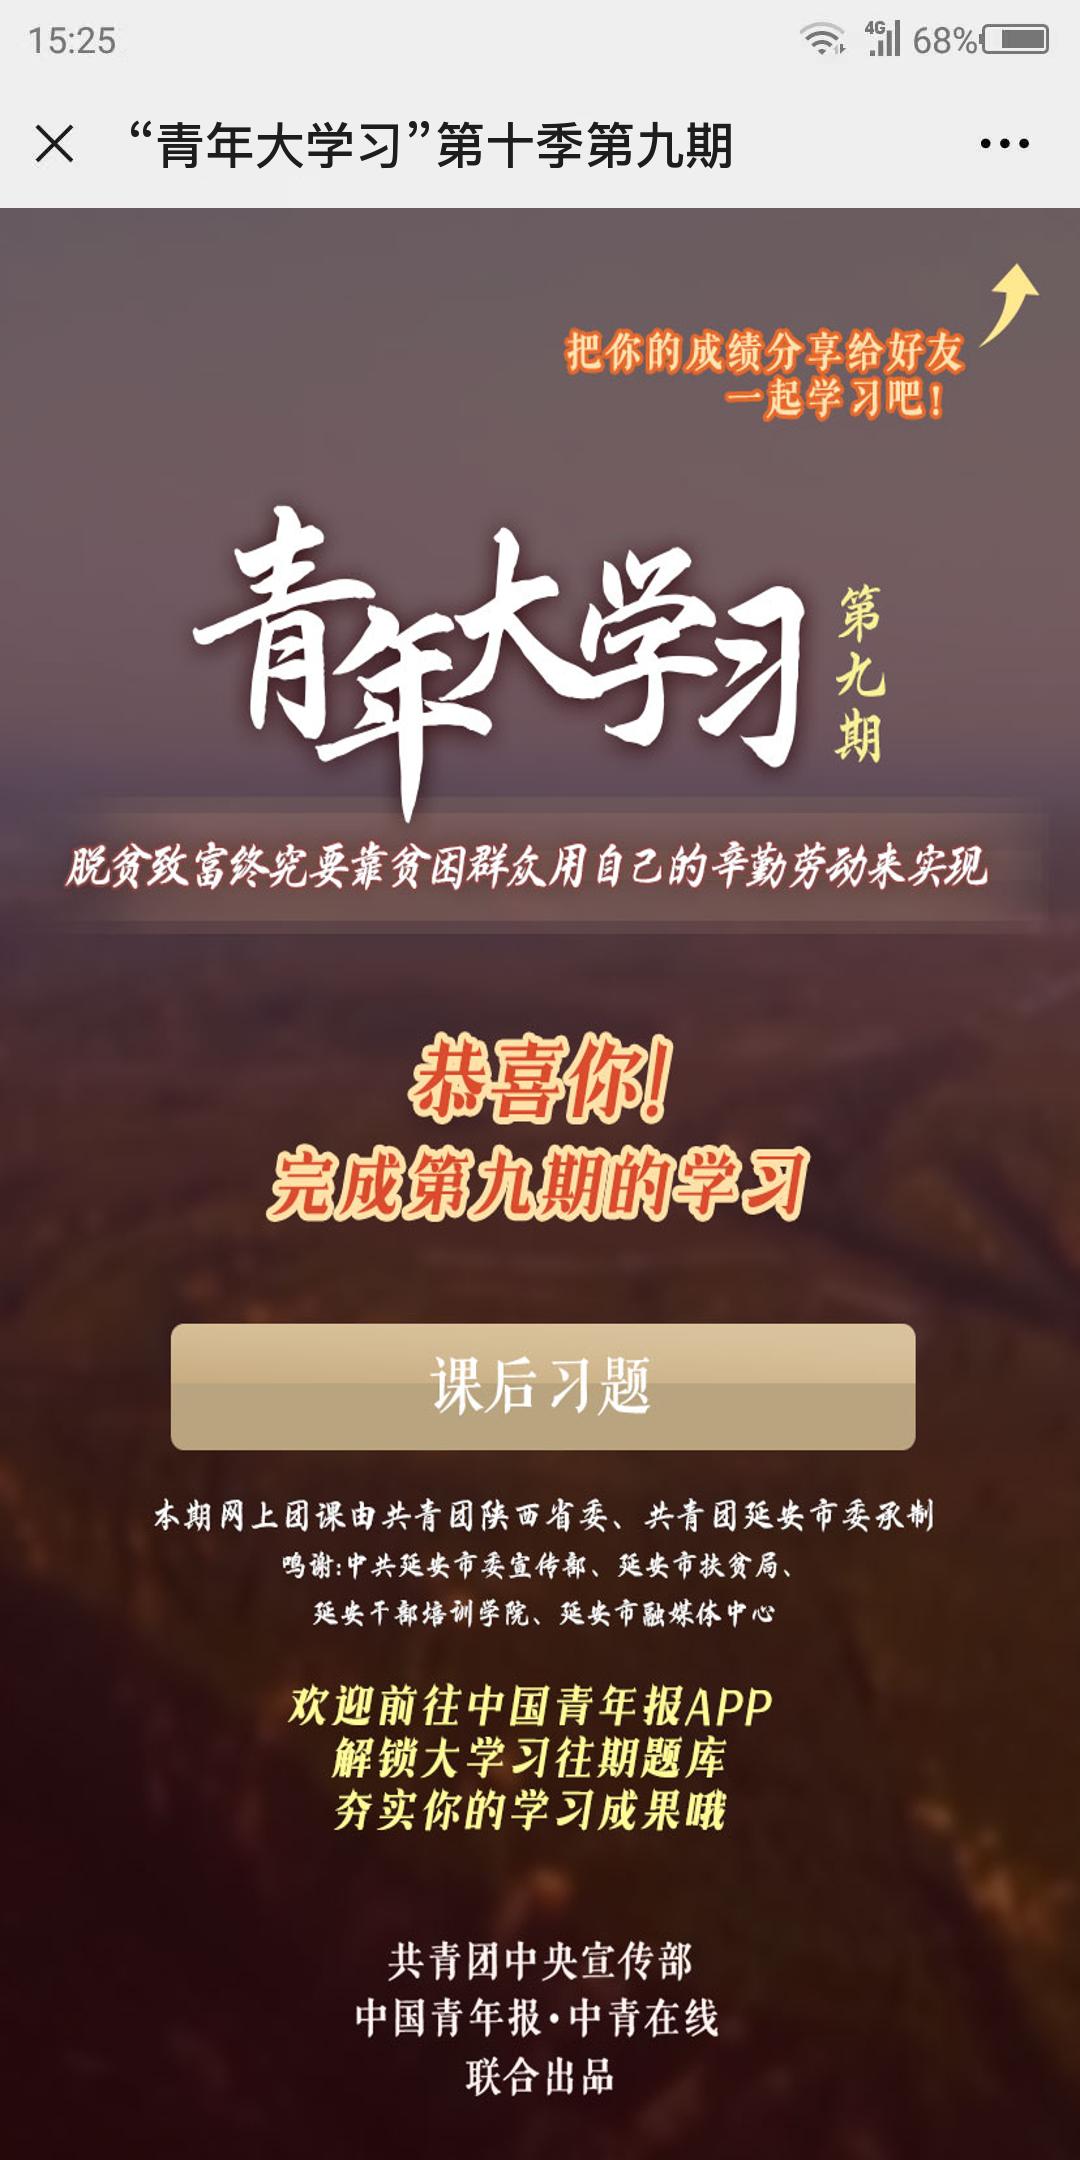 15:25
4G
68%
“青年大学习”第十季第九期
把你的成绩分享给好友
一起学习吧！
青年大学习
第九期
脱贫致富终究要靠贫困群众用自己的辛勤劳动来实现
恭喜你！
完成第九期的学习
课后习题
本期网上团课由共青团陕西省委、共青团延安市委承制
鸣谢:中共延安市委宣传部、延安市扶贫局、
延安干部培训学院、延安市融媒体中心
欢迎前往中国青年报APP
解锁大学习往期题库
夯实你的学习成果哦
共青团中央宣传部
中国青年报·中青在线
联合出品